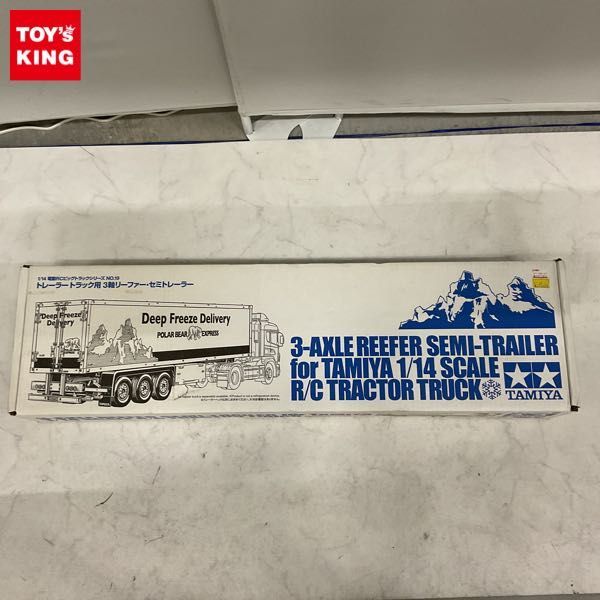 TOY'S
KING
1/14 電動RCビッグトラックシリーズ NO.19
トレーラートラック用 3軸リーファー・セミトレーラー
Deep Freeze
Delivery
Deep Freeze Delivery
POLAR BEAR EXPRESS
3-AXLE REEFER SEMI-TRAILER
for TAMIYA 1/14 SCALE
R/C TRACTOR TRUCK
TAMIYA